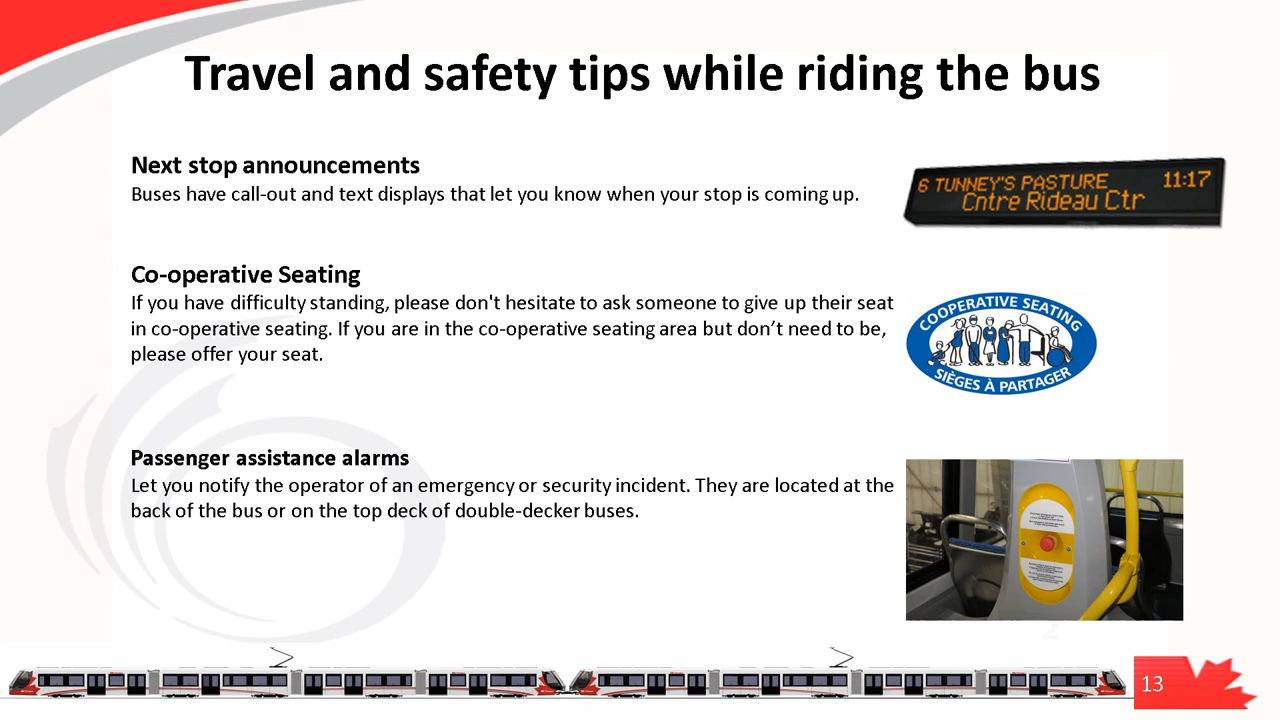 Travel and safety tips while riding the bus
Next stop announcements
Buses have call-out and text displays that let you know when your stop is coming up.
6 TUNNEY'S PASTURE 11:17
Cntre Rideau Ctr
Co-operative Seating
If you have difficulty standing, please don't hesitate to ask someone to give up their seat
in co-operative seating. If you are in the co-operative seating area but don’t need to be,
please offer your seat.
COOPERATIVE SEATING
SIÈGES À PARTAGER
Passenger assistance alarms
Let you notify the operator of an emergency or security incident. They are located at the
back of the bus or on the top deck of double-decker buses.
13